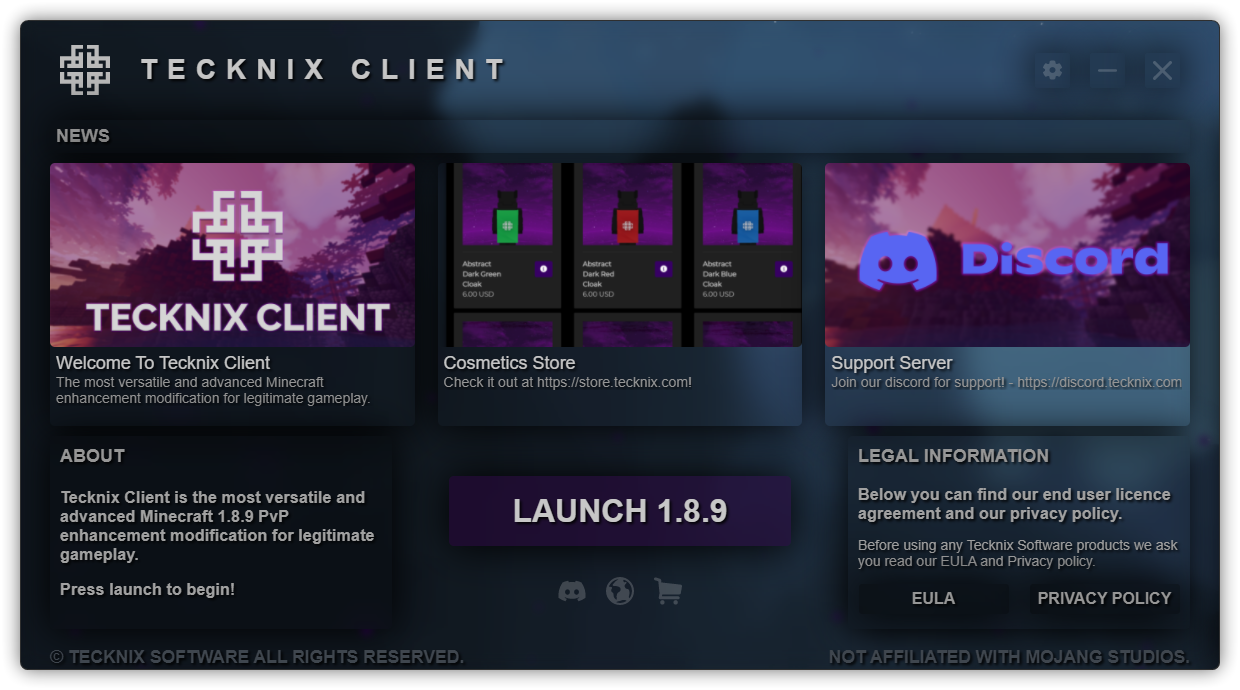 TECKNIX CLIENT
NEWS
TECKNIX CLIENT
Welcome To Tecknix Client
The most versatile and advanced Minecraft
enhancement modification for legitimate gameplay.
Abstract
Dark Green
Cloak
6.00 USD
Abstract
Dark Red
Cloak
6.00 USD
Abstract
Dark Blue
Cloak
6.00 USD
Cosmetics Store
Check it out at https://store.tecknix.com!
Discord
Support Server
Join our discord for support! - https://discord.tecknix.com
ABOUT
Tecknix Client is the most versatile and
advanced Minecraft 1.8.9 PvP
enhancement modification for legitimate
gameplay.
Press launch to begin!
LAUNCH 1.8.9
LEGAL INFORMATION
Below you can find our end user licence
agreement and our privacy policy.
Before using any Tecknix Software products we ask
you read our EULA and Privacy policy.
EULA
PRIVACY POLICY
© TECKNIX SOFTWARE ALL RIGHTS RESERVED.
NOT AFFILIATED WITH MOJANG STUDIOS.